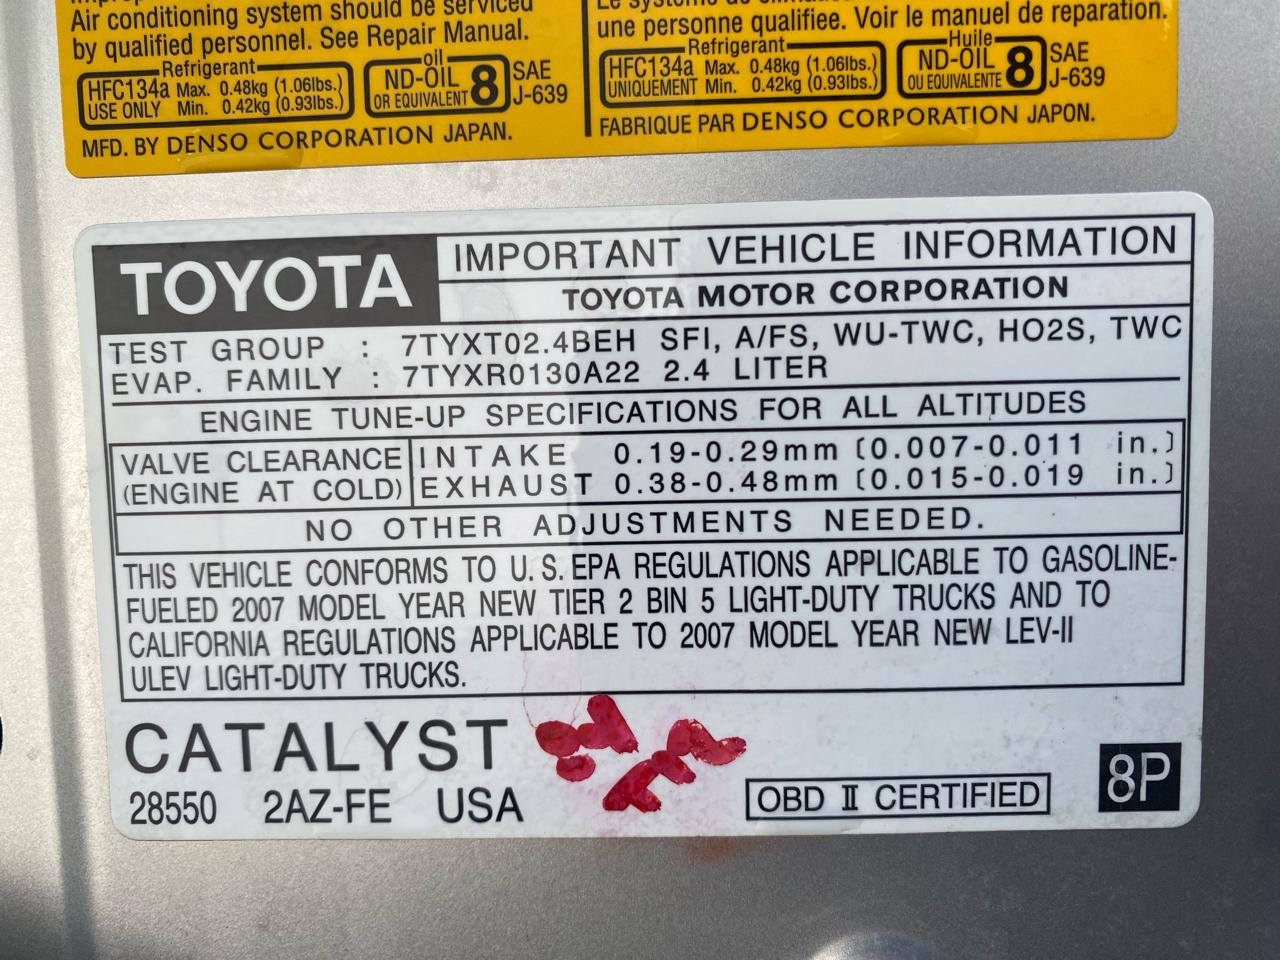 Air conditioning system should be serviced
by qualified personnel. See Repair Manual.
Refrigerant
HFC134a Max. 0.48kg (1.06lbs.)
USE ONLY Min. 0.42kg (0.93lbs.)
oil
ND-OIL 8
OR EQUIVALENT
SAE
J-639
MFD. BY DENSO CORPORATION JAPAN.
une personne qualifiee. Voir le manuel de reparation.
Refrigerant
HFC134a Max. 0.48kg (1.06lbs.)
UNIQUEMENT Min. 0.42kg (0.93lbs.)
Huile
ND-OIL 8
OU EQUIVALENTE
SAE
J-639
FABRIQUE PAR DENSO CORPORATION JAPON.
TOYOTA
IMPORTANT VEHICLE INFORMATION
TOYOTA MOTOR CORPORATION
TEST GROUP : 7TYXT02.4BEH SFI, A/FS, WU-TWC, HO2S, TWC
EVAP. FAMILY : 7TYXR0130A22 2.4 LITER
ENGINE TUNE-UP SPECIFICATIONS FOR ALL ALTITUDES
VALVE CLEARANCE INTAKE 0.19-0.29mm (0.007-0.011 in.)
(ENGINE AT COLD) EXHAUST 0.38-0.48mm (0.015-0.019 in.)
NO OTHER ADJUSTMENTS NEEDED.
THIS VEHICLE CONFORMS TO U.S. EPA REGULATIONS APPLICABLE TO GASOLINE-
FUELED 2007 MODEL YEAR NEW TIER 2 BIN 5 LIGHT-DUTY TRUCKS AND TO
CALIFORNIA REGULATIONS APPLICABLE TO 2007 MODEL YEAR NEW LEV-II
ULEV LIGHT-DUTY TRUCKS.
CATALYST
28550 2AZ-FE USA
OBD II CERTIFIED
8P